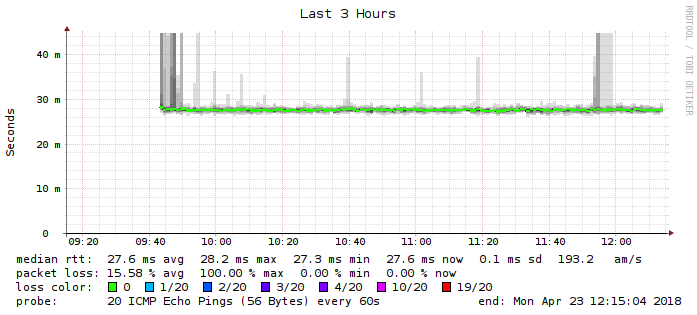 Last 3 Hours
RRDTOOL / TOBI OETIKER
Seconds
40 m
30 m
20 m
10 m
0
09:20 09:40 10:00 10:20 10:40 11:00 11:20 11:40 12:00
median rtt: 27.6 ms avg 28.2 ms max 27.3 ms min 27.6 ms now 0.1 ms sd 193.2 am/s
packet loss: 15.58 % avg 100.00 % max 0.00 % min 0.00 % now
loss color: 0 1/20 2/20 3/20 4/20 10/20 19/20
probe: 20 ICMP Echo Pings (56 Bytes) every 60s end: Mon Apr 23 12:15:04 2018